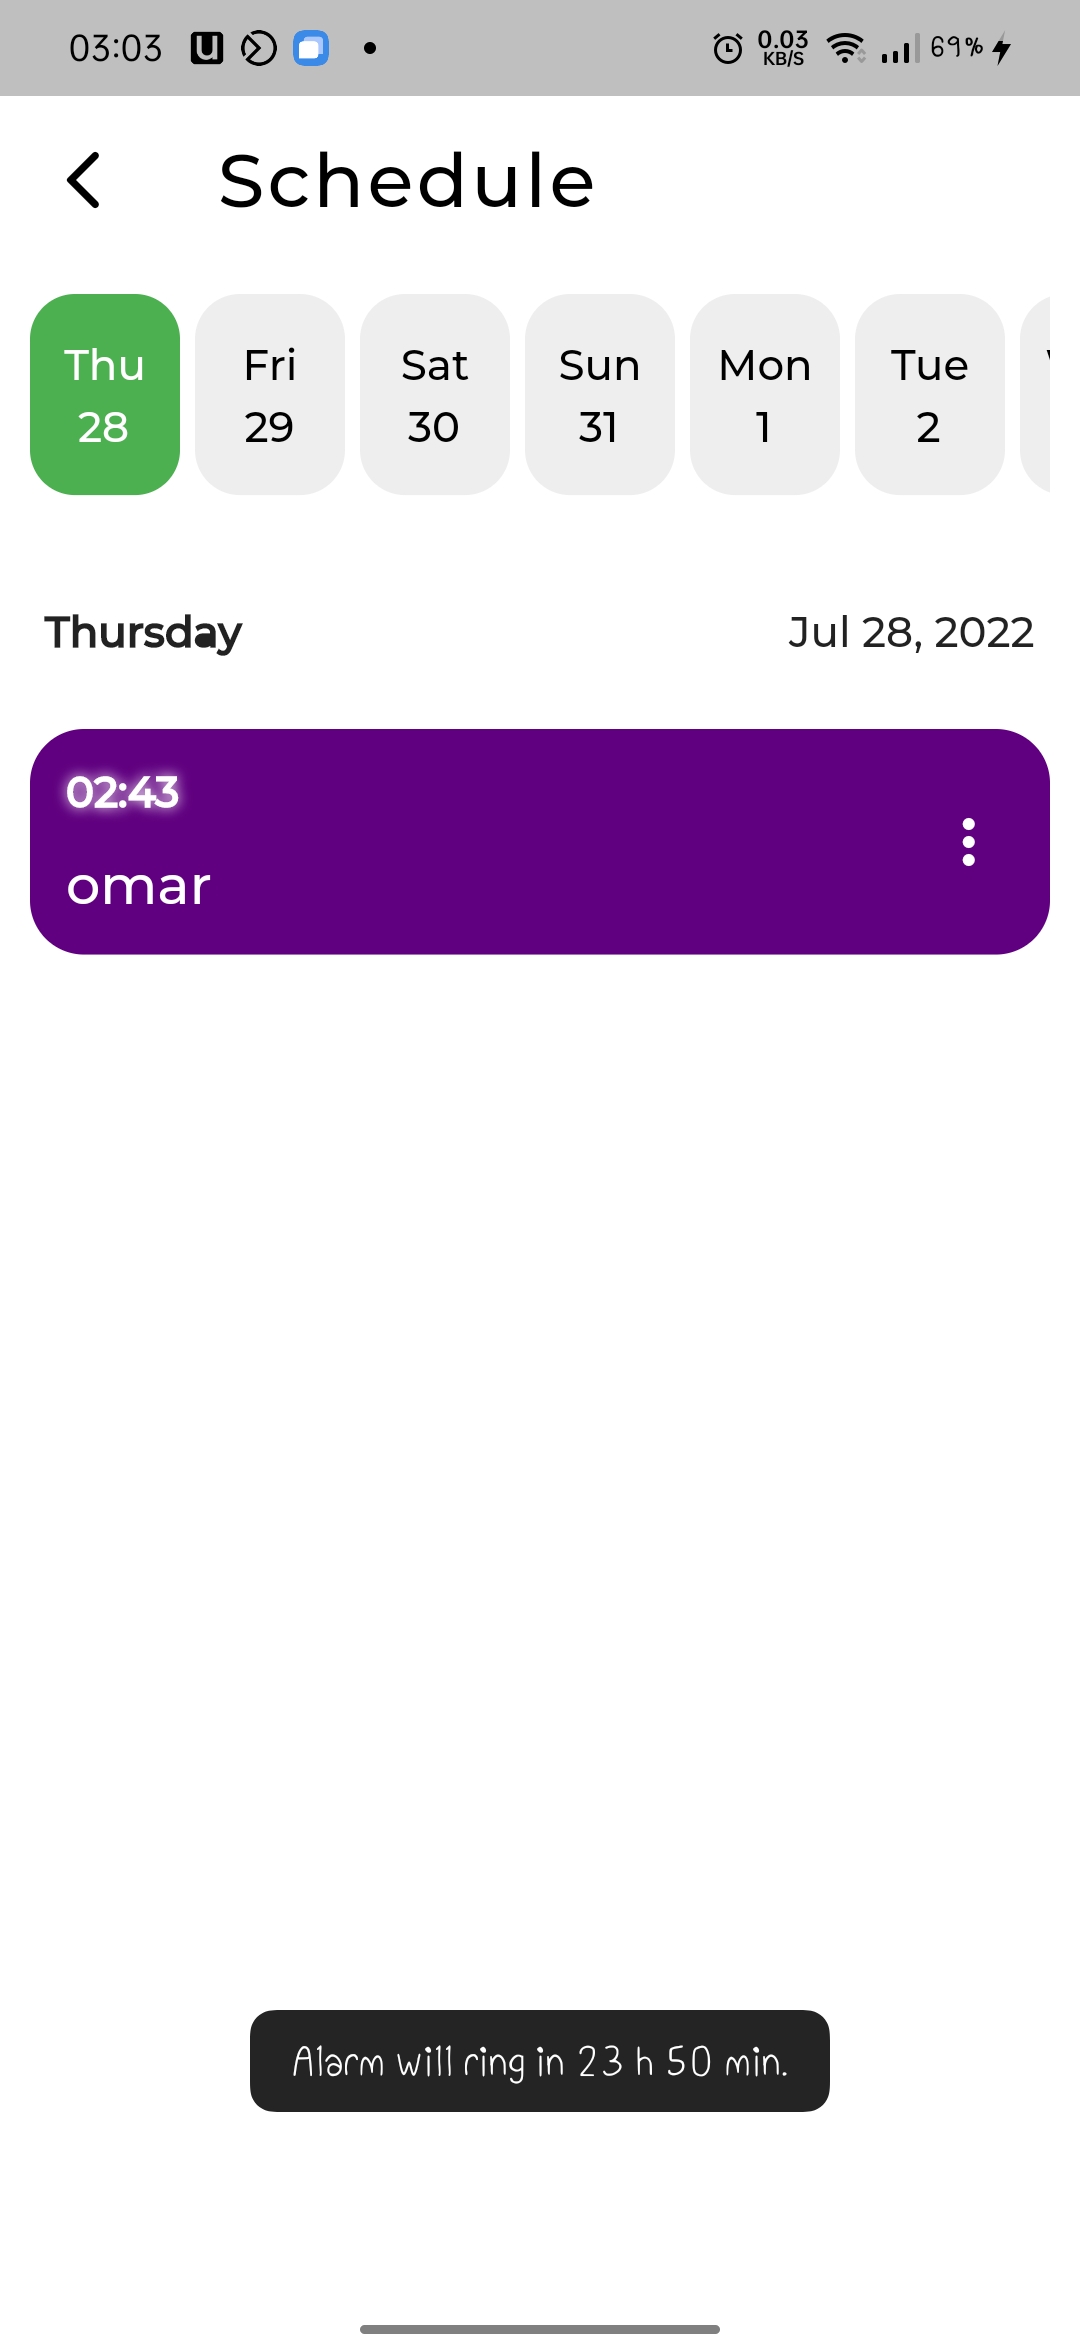 03:03 0.03 KB/S 69%
Schedule
Thu Fri Sat Sun Mon Tue
28 29 30 31 1 2
Thursday Jul 28, 2022
02:43
omar
Alarm will ring in 23 h 50 min.